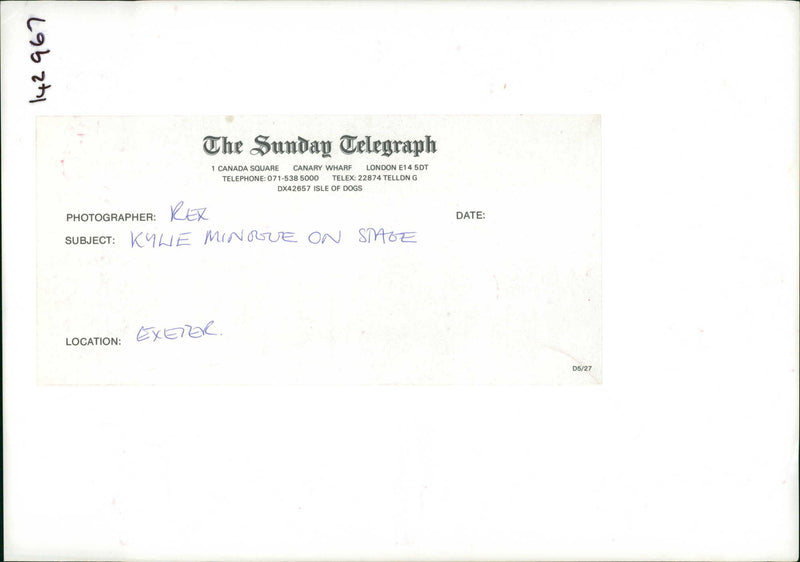 142967
The Sunday Telegraph
1 CANADA SQUARE CANARY WHARF LONDON E14 5DT
TELEPHONE: 071-538 5000 TELEX: 22874 TELLDN G
DX42657 ISLE OF DOGS
PHOTOGRAPHER: REX DATE:
SUBJECT: KYLIE MINOGUE ON STAGE
LOCATION: EXETER.
D5/27